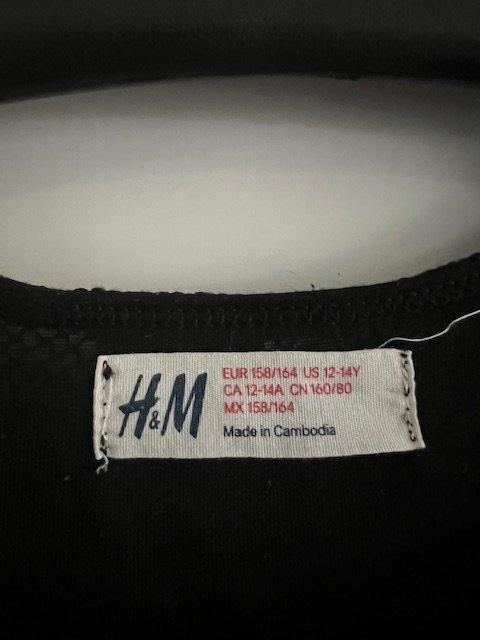 H&M
EUR 158/164 US 12-14Y
CA 12-14A CN 160/80
MX 158/164
Made in Cambodia